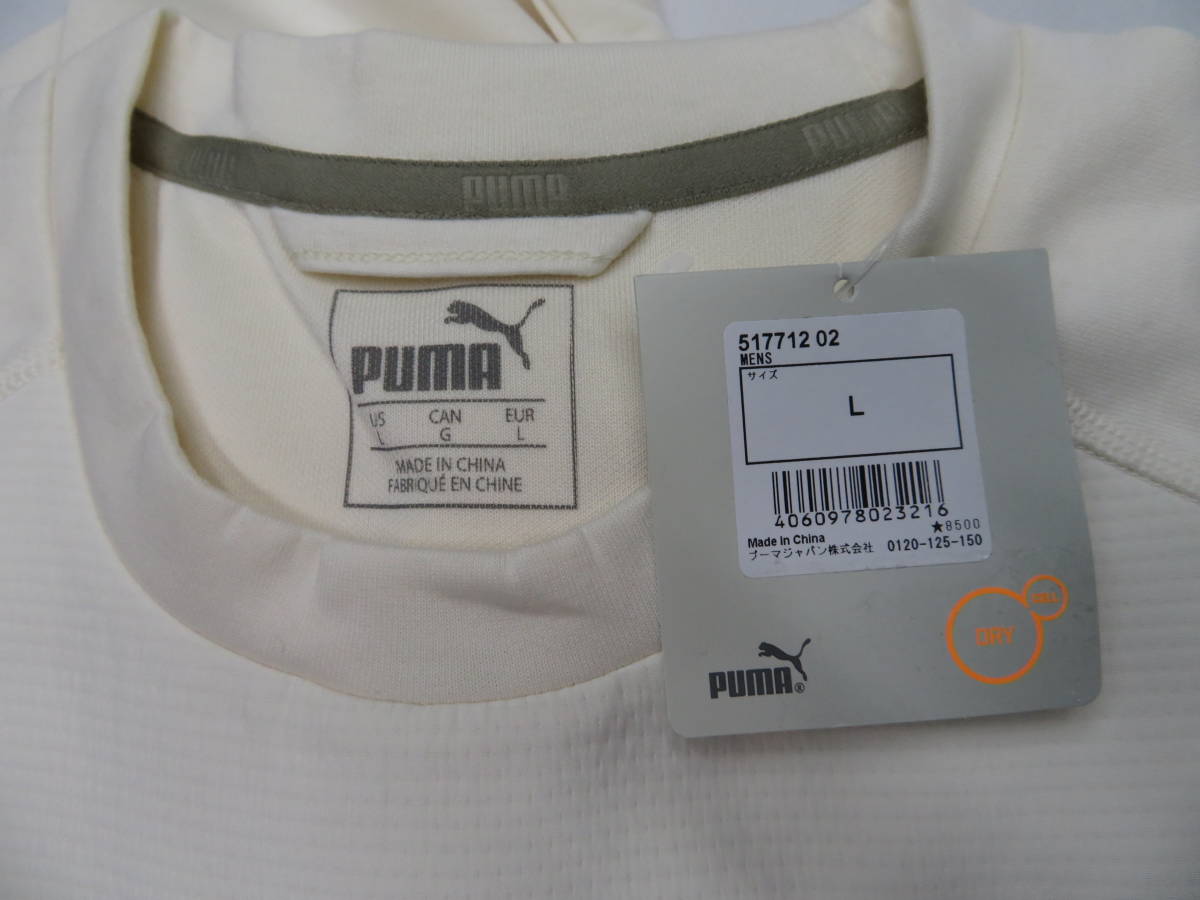 PUMA
PUMA
PUMA
US CAN EUR
L G L
MADE IN CHINA
FABRIQUÉ EN CHINE
517712 02
MENS
サイズ
L
4060978023216
★8500
Made In China
プーマジャパン株式会社 0120-125-150
DRY
CELL
PUMA®